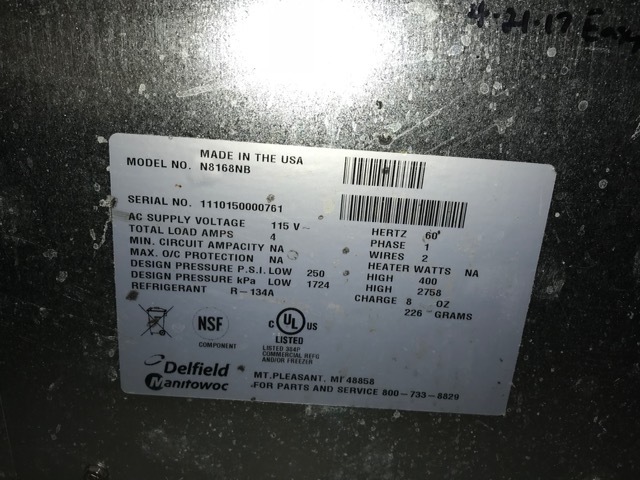 4-21-17
MADE IN THE USA
MODEL NO. N8168NB
SERIAL NO. 1110150000761
AC SUPPLY VOLTAGE 115 V~ HERTZ 60
TOTAL LOAD AMPS 4 PHASE 1
MIN. CIRCUIT AMPACITY NA WIRES 2
MAX. O/C PROTECTION NA HEATER WATTS NA
DESIGN PRESSURE P.S.I. LOW 250 HIGH 400
DESIGN PRESSURE kPa LOW 1724 HIGH 2758
REFRIGERANT R-134A CHARGE 8 OZ
226 GRAMS
NSF
COMPONENT
C UL US
LISTED
LISTED 384P
COMMERCIAL REFG
AND/OR FREEZER
Delfield
Manitowoc
MT. PLEASANT, MI 48858
FOR PARTS AND SERVICE 800-733-8829